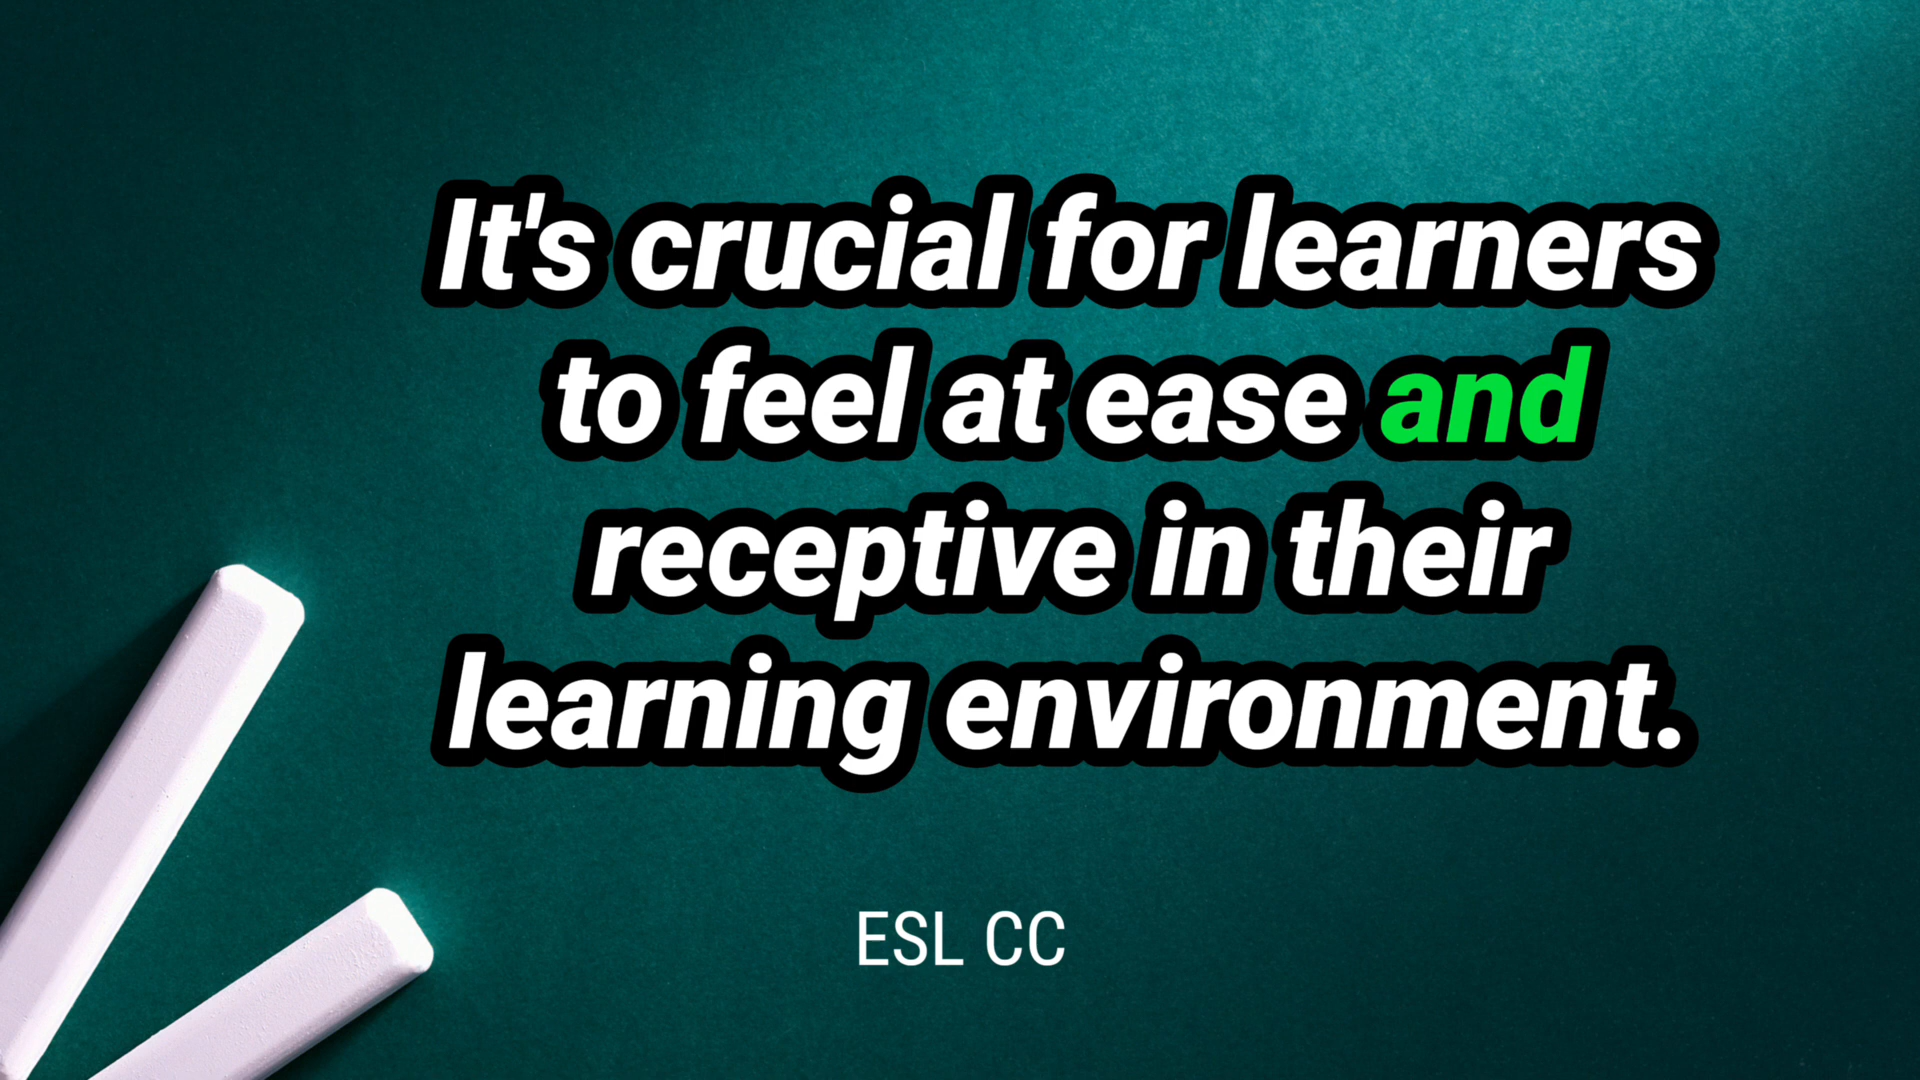 It's crucial for learners
to feel at ease and
receptive in their
learning environment.
ESL CC